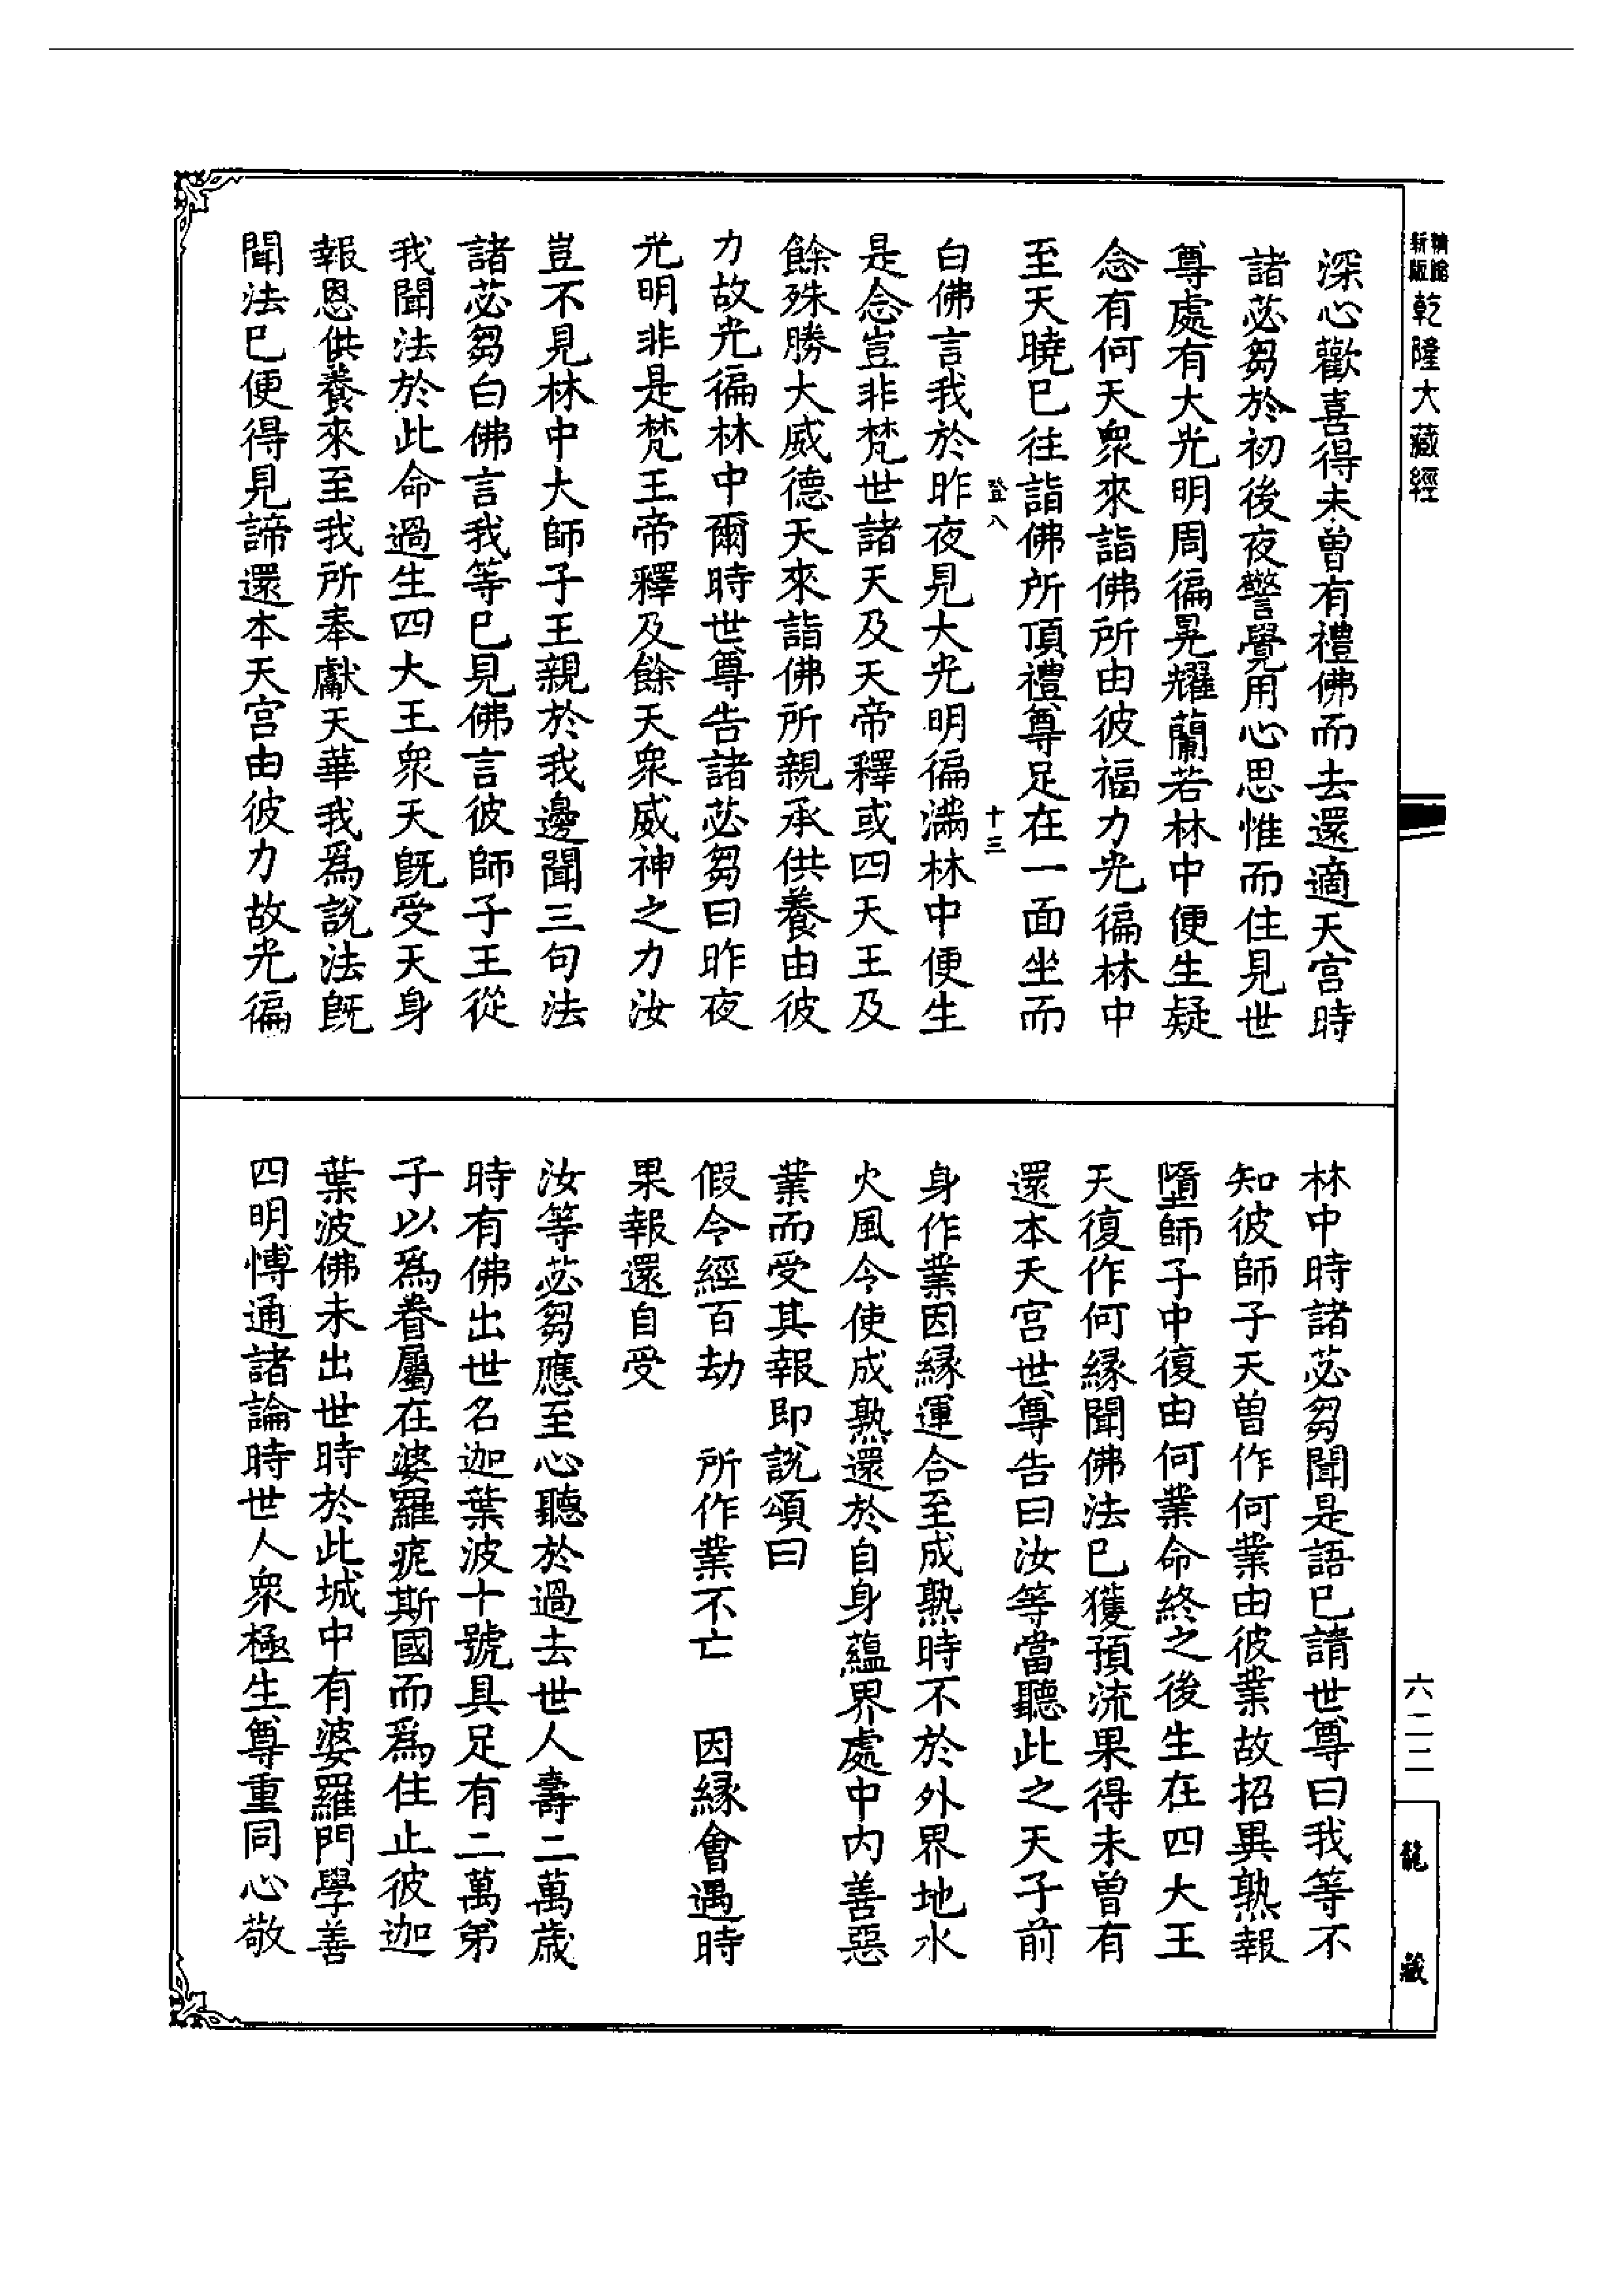 精縮
新版
乾隆大藏經
深心歡喜得未曽有禮佛而去還適天宮時
諸苾芻於初後夜警覺用心思惟而住見世
尊處有大光明周徧晃耀蘭若林中便生疑
念有何天衆來詣佛所由彼福力光徧林中
至天曉已往詣佛所頂禮尊足在一面坐而
登八
十三
白佛言我於昨夜見大光明徧滿林中便生
是念豈非梵世諸天及天帝釋或四天王及
餘殊勝大威德天來詣佛所親承供養由彼
力故光徧林中爾時世尊告諸苾芻曰昨夜
光明非是梵王帝釋及餘天衆威神之力汝
豈不見林中大師子王親於我邊聞三句法
諸苾芻白佛言我等已見佛言彼師子王從
我聞法於此命過生四大王衆天旣受天身
報恩供養來至我所奉獻天華我爲說法旣
聞法已便得見諦還本天宮由彼力故光徧
林中時諸苾芻聞是語已請世尊曰我等不
知彼師子天曽作何業由彼業故招異熟報
墮師子中復由何業命終之後生在四大王
天復作何緣聞佛法已獲預流果得未曽有
還本天宮世尊告曰汝等當聽此之天子前
身作業因緣運合至成熟時不於外界地水
火風令使成熟還於自身蘊界處中內善惡
業而受其報即說頌曰
假令經百劫　所作業不亡　因緣會遇時
果報還自受
汝等苾芻應至心聽於過去世人壽二萬歲
時有佛出世名迦葉波十號具足有二萬弟
子以爲眷屬在婆羅痆斯國而爲住止彼迦
葉波佛未出世時於此城中有婆羅門學善
四明博通諸論時世人衆極生尊重同心敬
六二二
龍藏